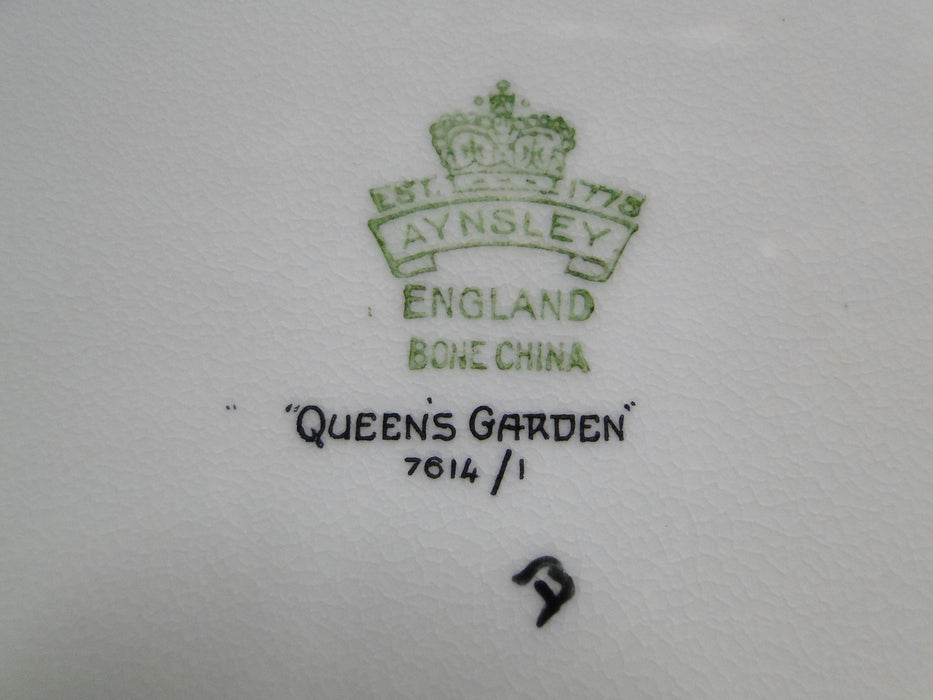 EST. 1775
AYNSLEY
ENGLAND
BONE CHINA
"QUEEN'S GARDEN"
7614/1